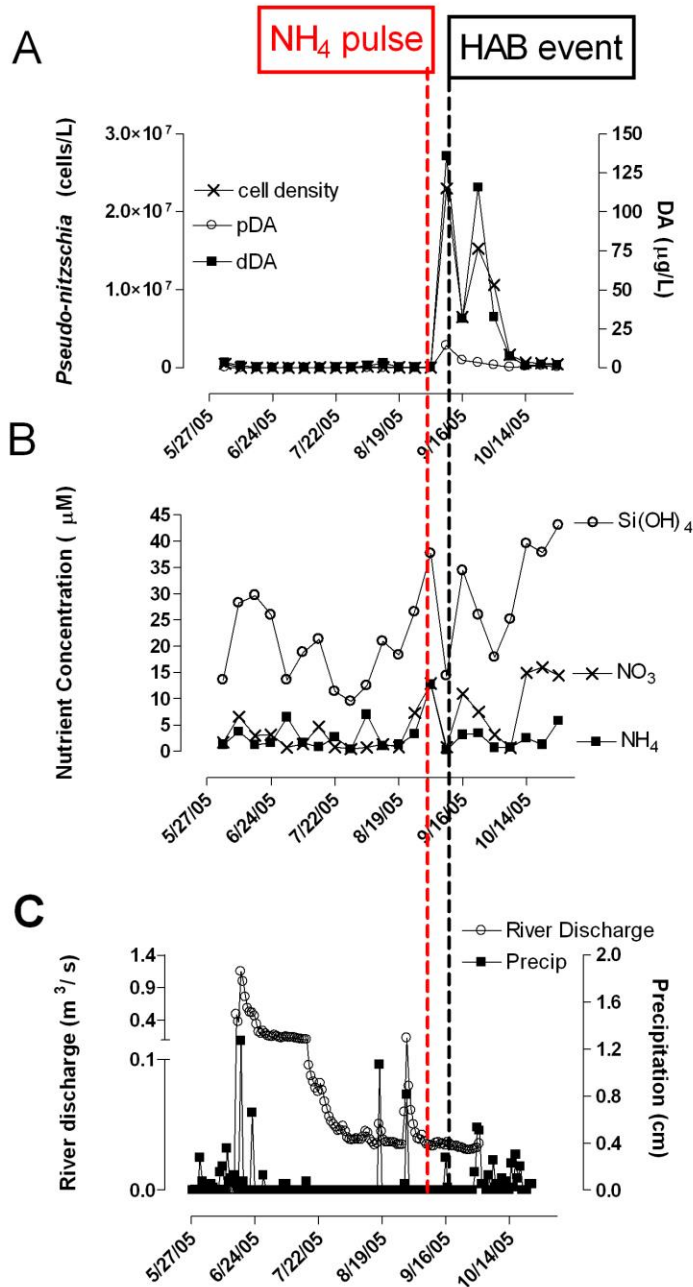 NH₄ pulse
HAB event
A
Pseudo-nitzschia (cells/L)
3.0×10⁷
2.0×10⁷
1.0×10⁷
0
cell density
pDA
dDA
150
125
100
75
50
25
0
DA (μg/L)
5/27/05
6/24/05
7/22/05
8/19/05
9/16/05
10/14/05
B
Nutrient Concentration ( μM)
45
40
35
30
25
20
15
10
5
0
Si(OH)₄
NO₃
NH₄
5/27/05
6/24/05
7/22/05
8/19/05
9/16/05
10/14/05
C
River discharge (m³/ s)
1.4
0.9
0.4
0.1
0.0
River Discharge
Precip
2.0
1.6
1.2
0.8
0.4
0.0
Precipitation (cm)
5/27/05
6/24/05
7/22/05
8/19/05
9/16/05
10/14/05